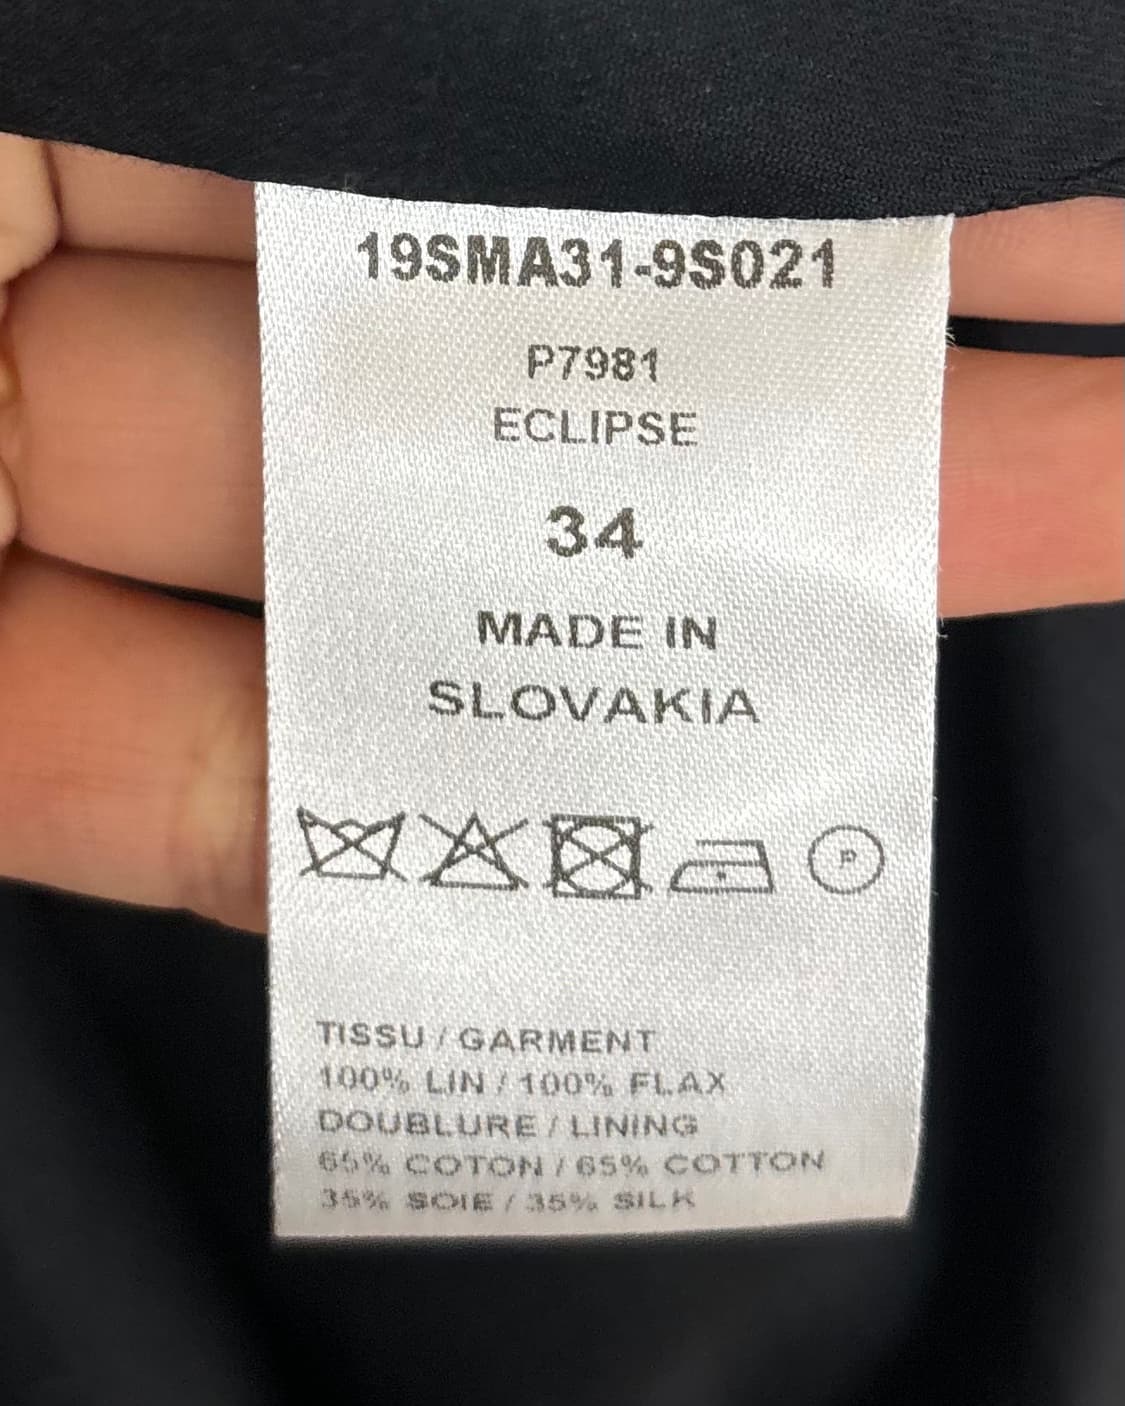 19SMA31-9S021
P7981
ECLIPSE
34
MADE IN
SLOVAKIA
P
TISSU / GARMENT
100% LIN / 100% FLAX
DOUBLURE / LINING
65% COTON / 65% COTTON
35% SOIE / 35% SILK